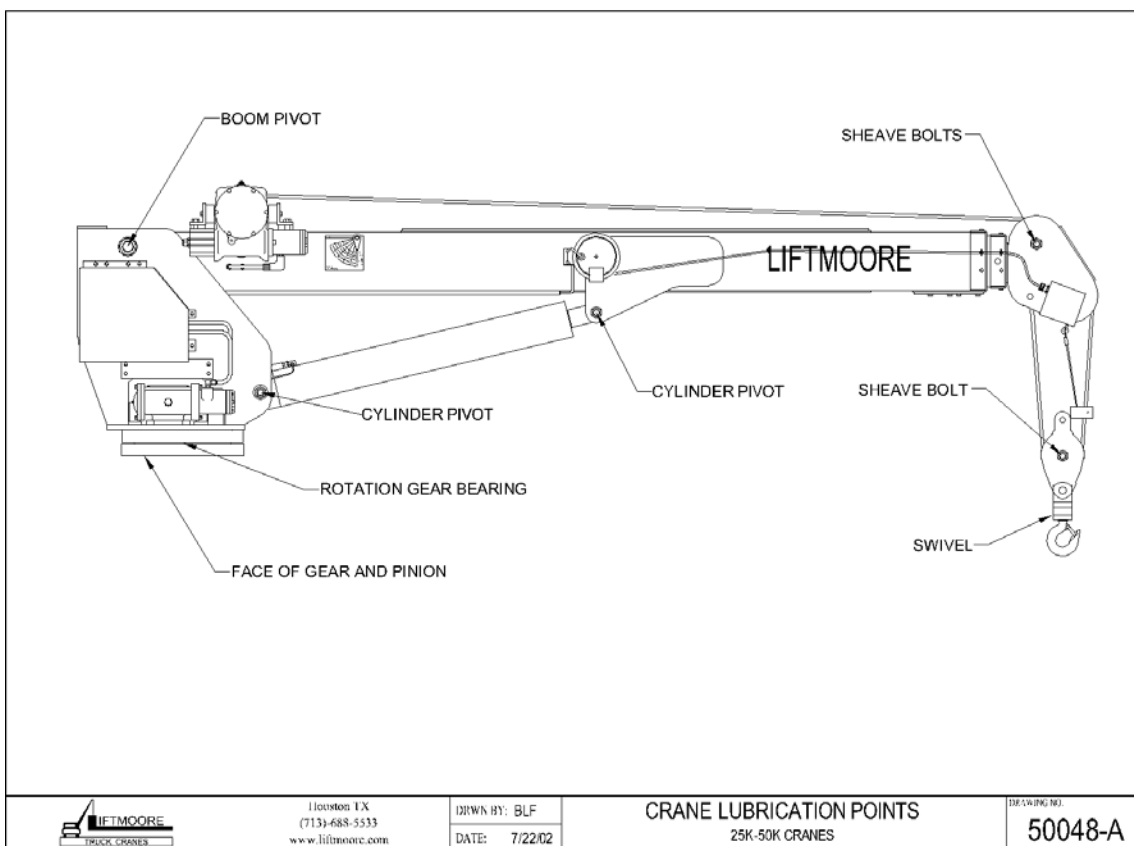 BOOM PIVOT
SHEAVE BOLTS
LIFTMOORE
CYLINDER PIVOT
SHEAVE BOLT
CYLINDER PIVOT
ROTATION GEAR BEARING
SWIVEL
FACE OF GEAR AND PINION
LIFTMOORE
TRUCK CRANES
Houston TX
(713)-688-5533
www.liftmoore.com
DRWN BY: BLF
DATE: 7/22/02
CRANE LUBRICATION POINTS
25K-50K CRANES
DRAWING NO.
50048-A